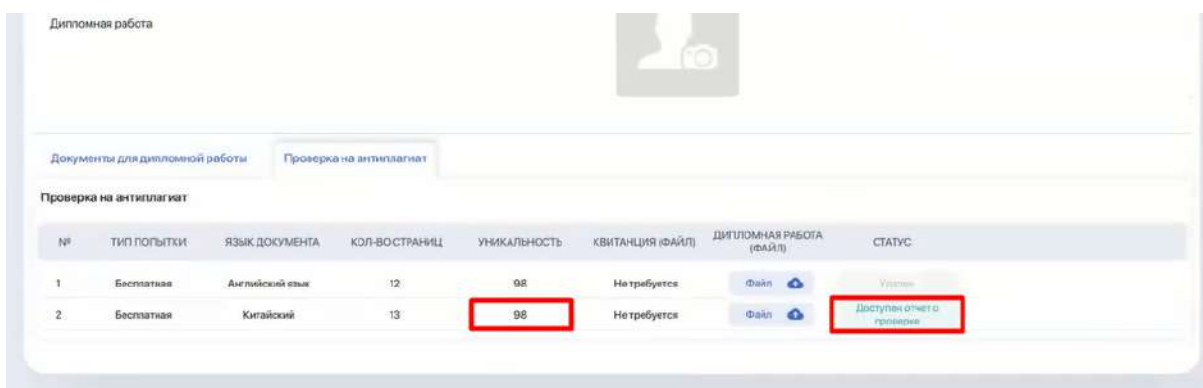 Дипломная работа
Документы для дипломной работы Проверка на антиплагиат
Проверка на антиплагиат
№ ТИП ПОПЫТКИ ЯЗЫК ДОКУМЕНТА КОЛ-ВО СТРАНИЦ УНИКАЛЬНОСТЬ КВИТАНЦИЯ (ФАЙЛ) ДИПЛОМНАЯ РАБОТА (ФАЙЛ) СТАТУС
1 Бесплатная Английский язык 12 98 Не требуется Файл
2 Бесплатная Китайский 13 98 Не требуется Файл Доступен отчет о проверке